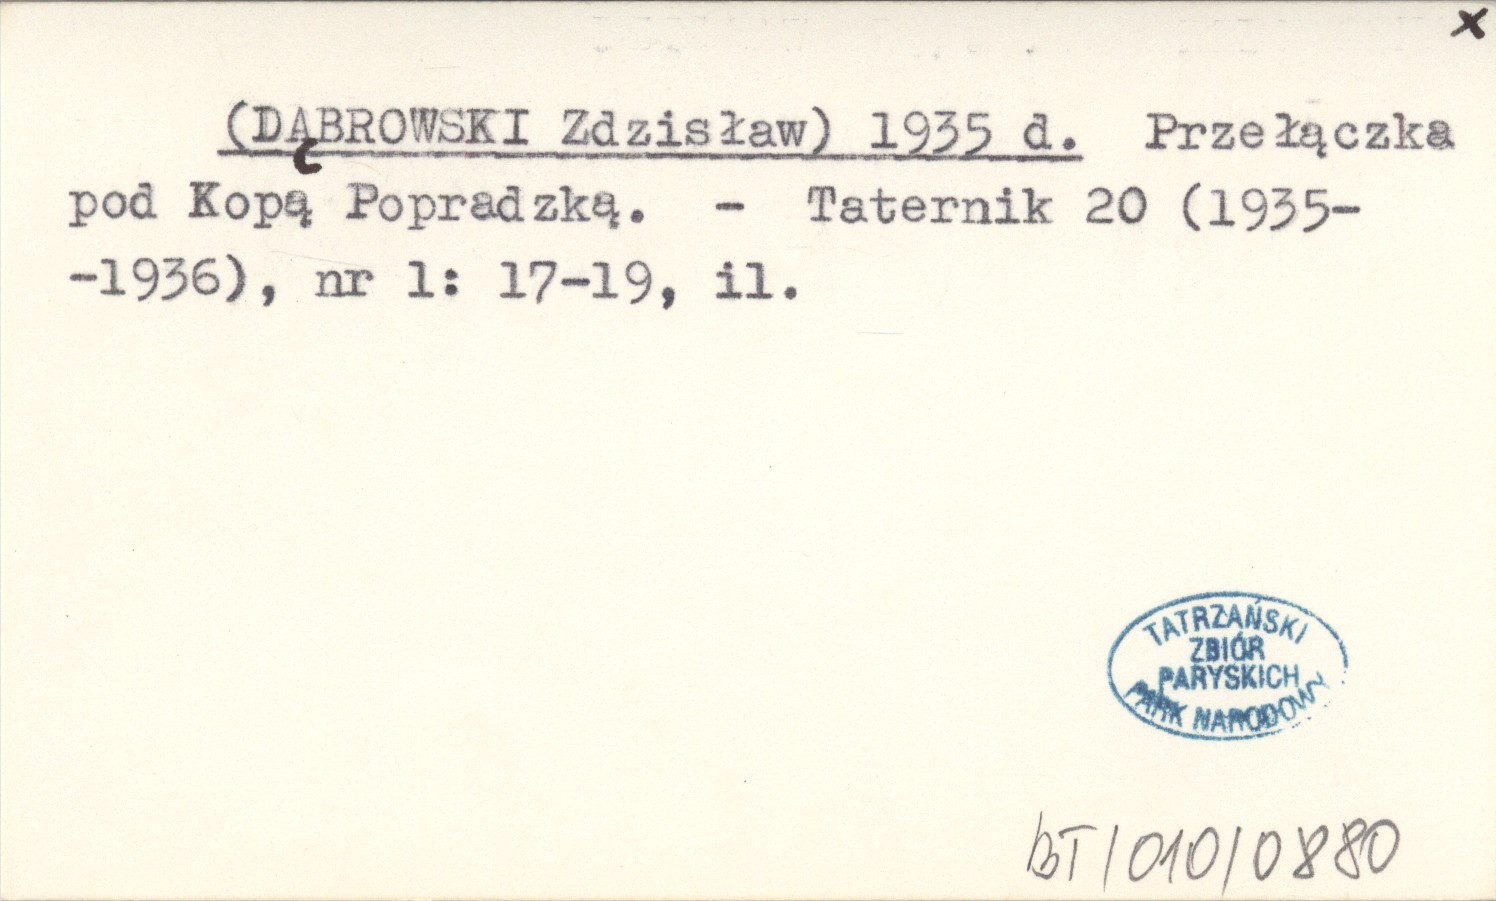 x
(DĄBROWSKI Zdzisław) 1935 d. Przełączka
pod Kopą Popradzką. - Taternik 20 (1935-
-1936), nr 1: 17-19, il.
TATRZAŃSKI
ZBIÓR
PARYSKICH
PARK NARODOWY
BT/010/0880